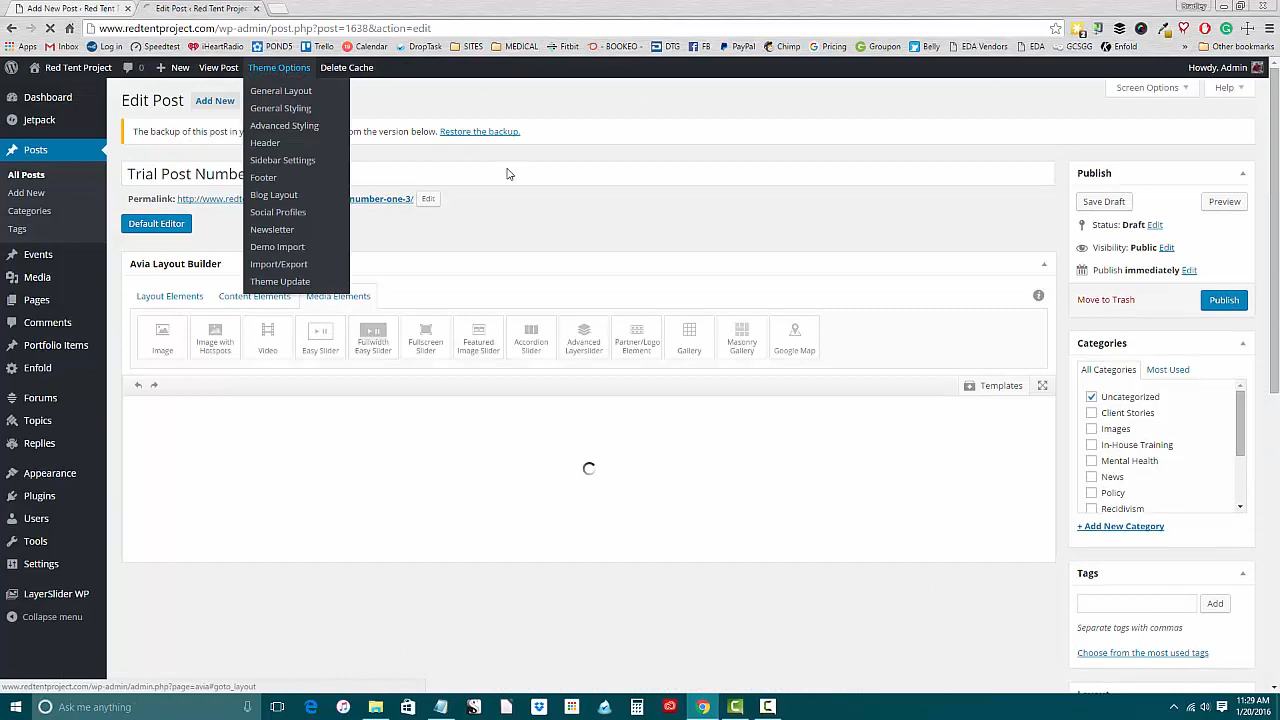 Add New Post ‹ Red Tent P
Edit Post ‹ Red Tent Proje
Bradley
www.redtentproject.com/wp-admin/post.php?post=1638&action=edit
Apps Inbox Log in Speedtest iHeartRadio POND5 Trello Calendar DropTask SITES MEDICAL Fitbit - BOOKED DTG FB PayPal Chimp Pricing Groupon Belly EDA Vendors EDA GCSGG Enfold Other bookmarks
Red Tent Project 0 New View Post Theme Options Delete Cache Howdy, Admin
General Layout
General Styling
Advanced Styling
Header
Sidebar Settings
Footer
Blog Layout
Social Profiles
Newsletter
Demo Import
Import/Export
Theme Update
Dashboard
Jetpack
Posts
All Posts
Add New
Categories
Tags
Events
Media
Pages
Comments
Portfolio Items
Enfold
Forums
Topics
Replies
Appearance
Plugins
Users
Tools
Settings
LayerSlider WP
Collapse menu
Screen Options Help
Edit Post Add New
The backup of this post in y from the version below. Restore the backup.
Trial Post Numbe
Permalink: http://www.redt number-one-3/ Edit
Default Editor
Avia Layout Builder
Layout Elements Content Elements Media Elements
Image
Image with Hotspots
Video
Easy Slider
Fullwidth Easy Slider
Fullscreen Slider
Featured Image Slider
Accordion Slider
Advanced Layerslider
Partner/Logo Element
Gallery
Masonry Gallery
Google Map
Templates
Publish
Save Draft Preview
Status: Draft Edit
Visibility: Public Edit
Publish immediately Edit
Move to Trash Publish
Categories
All Categories Most Used
Uncategorized
Client Stories
Images
In-House Training
Mental Health
News
Policy
Recidivism
+ Add New Category
Tags
Add
Separate tags with commas
Choose from the most used tags
www.redtentproject.com/wp-admin/admin.php?page=avia#goto_layout
Ask me anything
11:29 AM
1/20/2016